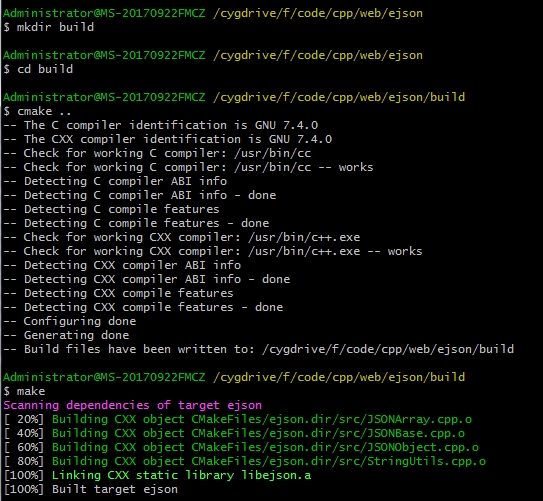 Administrator@MS-20170922FMCZ /cygdrive/f/code/cpp/web/ejson
$ mkdir build
Administrator@MS-20170922FMCZ /cygdrive/f/code/cpp/web/ejson
$ cd build
Administrator@MS-20170922FMCZ /cygdrive/f/code/cpp/web/ejson/build
$ cmake ..
-- The C compiler identification is GNU 7.4.0
-- The CXX compiler identification is GNU 7.4.0
-- Check for working C compiler: /usr/bin/cc
-- Check for working C compiler: /usr/bin/cc -- works
-- Detecting C compiler ABI info
-- Detecting C compiler ABI info - done
-- Detecting C compile features
-- Detecting C compile features - done
-- Check for working CXX compiler: /usr/bin/c++.exe
-- Check for working CXX compiler: /usr/bin/c++.exe -- works
-- Detecting CXX compiler ABI info
-- Detecting CXX compiler ABI info - done
-- Detecting CXX compile features
-- Detecting CXX compile features - done
-- Configuring done
-- Generating done
-- Build files have been written to: /cygdrive/f/code/cpp/web/ejson/build
Administrator@MS-20170922FMCZ /cygdrive/f/code/cpp/web/ejson/build
$ make
Scanning dependencies of target ejson
[ 20%] Building CXX object CMakeFiles/ejson.dir/src/JSONArray.cpp.o
[ 40%] Building CXX object CMakeFiles/ejson.dir/src/JSONBase.cpp.o
[ 60%] Building CXX object CMakeFiles/ejson.dir/src/JSONObject.cpp.o
[ 80%] Building CXX object CMakeFiles/ejson.dir/src/StringUtils.cpp.o
[100%] Linking CXX static library libejson.a
[100%] Built target ejson